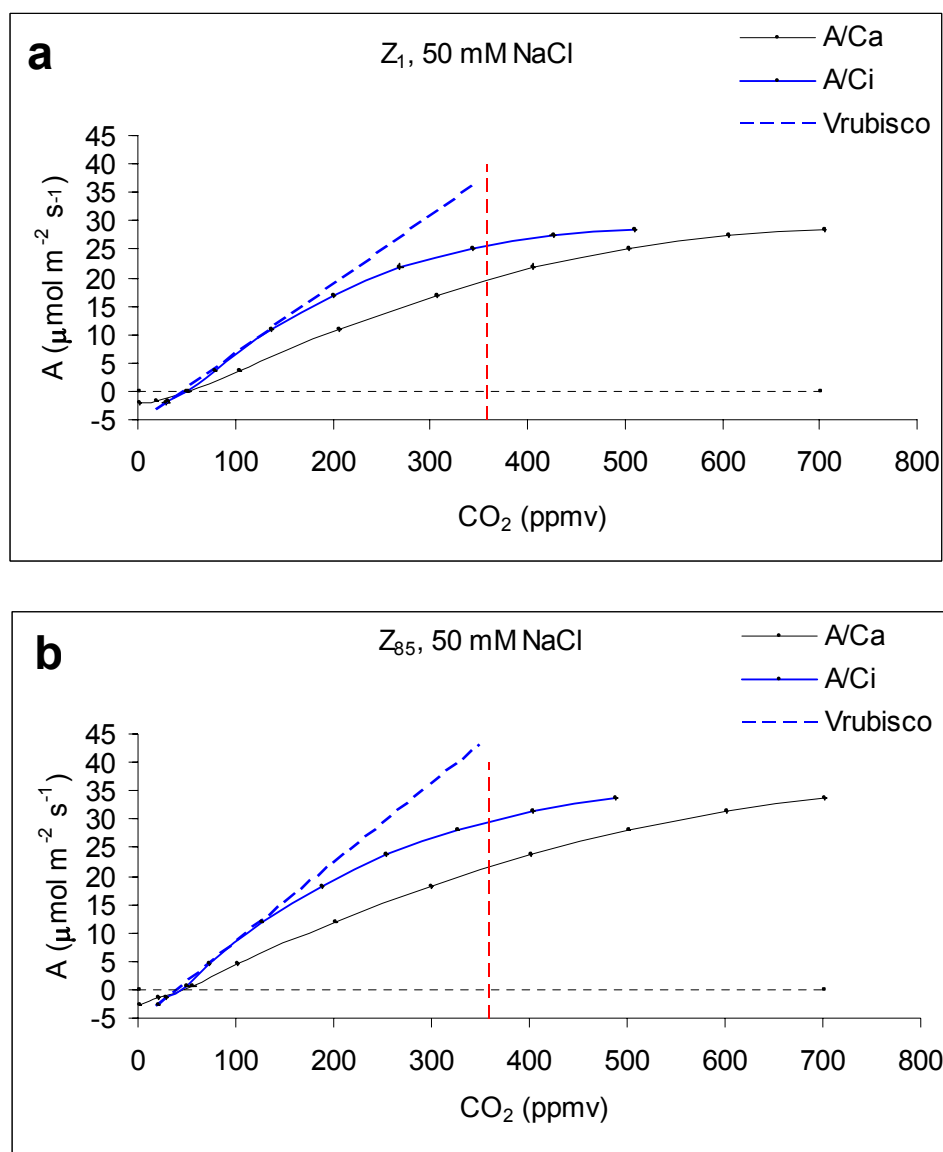 a
Z₁, 50 mM NaCl
A/Ca
A/Ci
Vrubisco
45
40
35
30
25
20
15
10
5
0
-5
A (μmol m⁻² s⁻¹)
0 100 200 300 400 500 600 700 800
CO₂ (ppmv)
b
Z₈₅, 50 mM NaCl
A/Ca
A/Ci
Vrubisco
45
40
35
30
25
20
15
10
5
0
-5
A (μmol m⁻² s⁻¹)
0 100 200 300 400 500 600 700 800
CO₂ (ppmv)